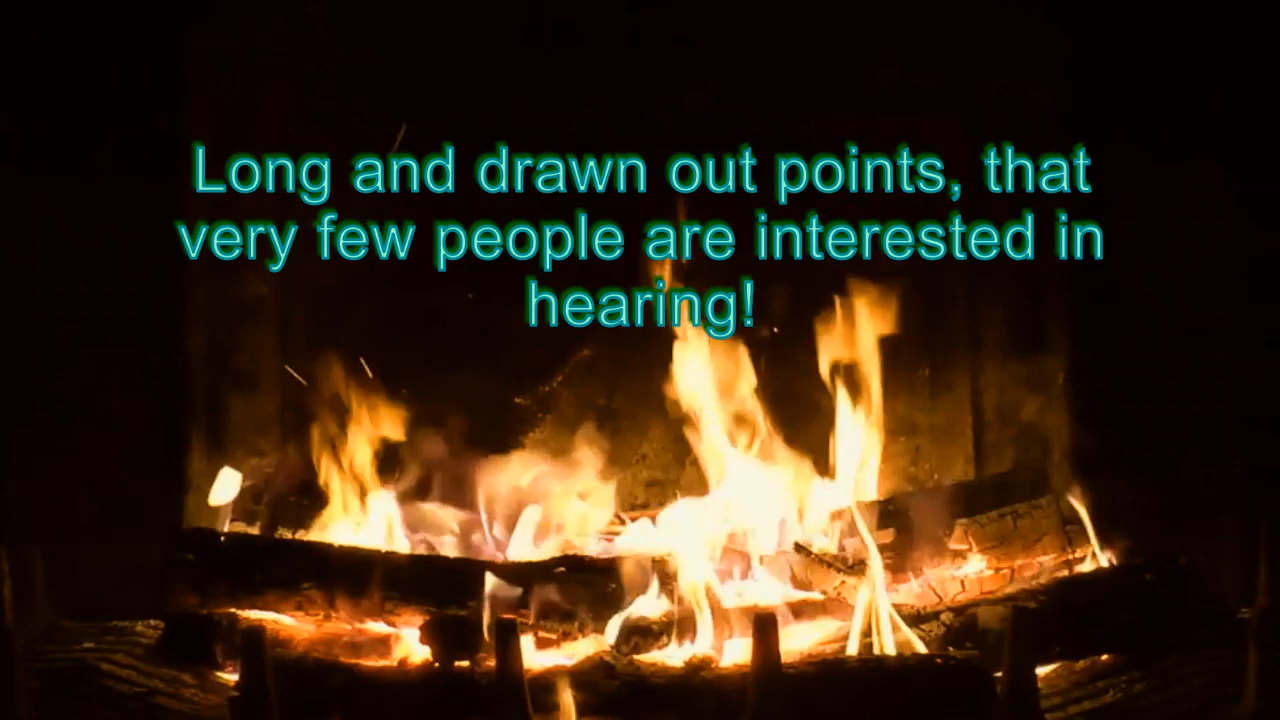 Long and drawn out points, that
very few people are interested in
hearing!